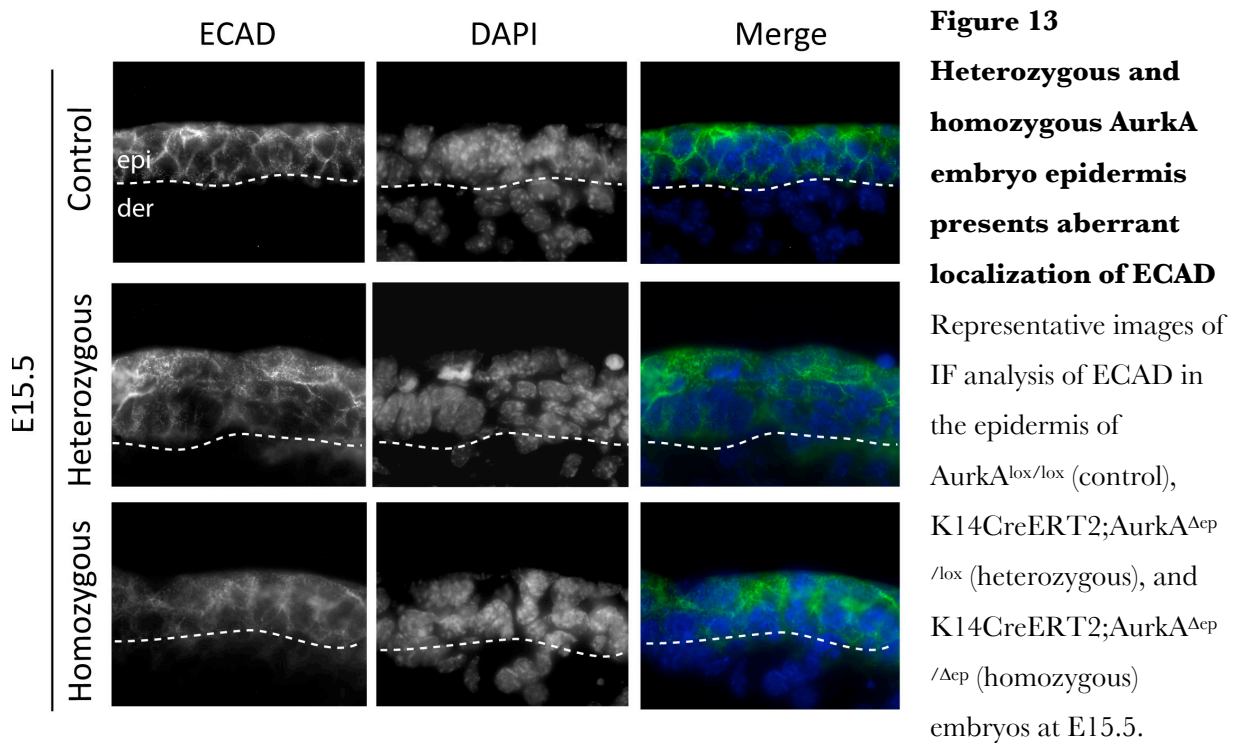 ECAD
DAPI
Merge
E15.5
Control
epi
der
Heterozygous
Homozygous
Figure 13
Heterozygous and
homozygous AurkA
embryo epidermis
presents aberrant
localization of ECAD
Representative images of
IF analysis of ECAD in
the epidermis of
AurkAlox/lox (control),
K14CreERT2;AurkAΔep
/lox (heterozygous), and
K14CreERT2;AurkAΔep
/Δep (homozygous)
embryos at E15.5.